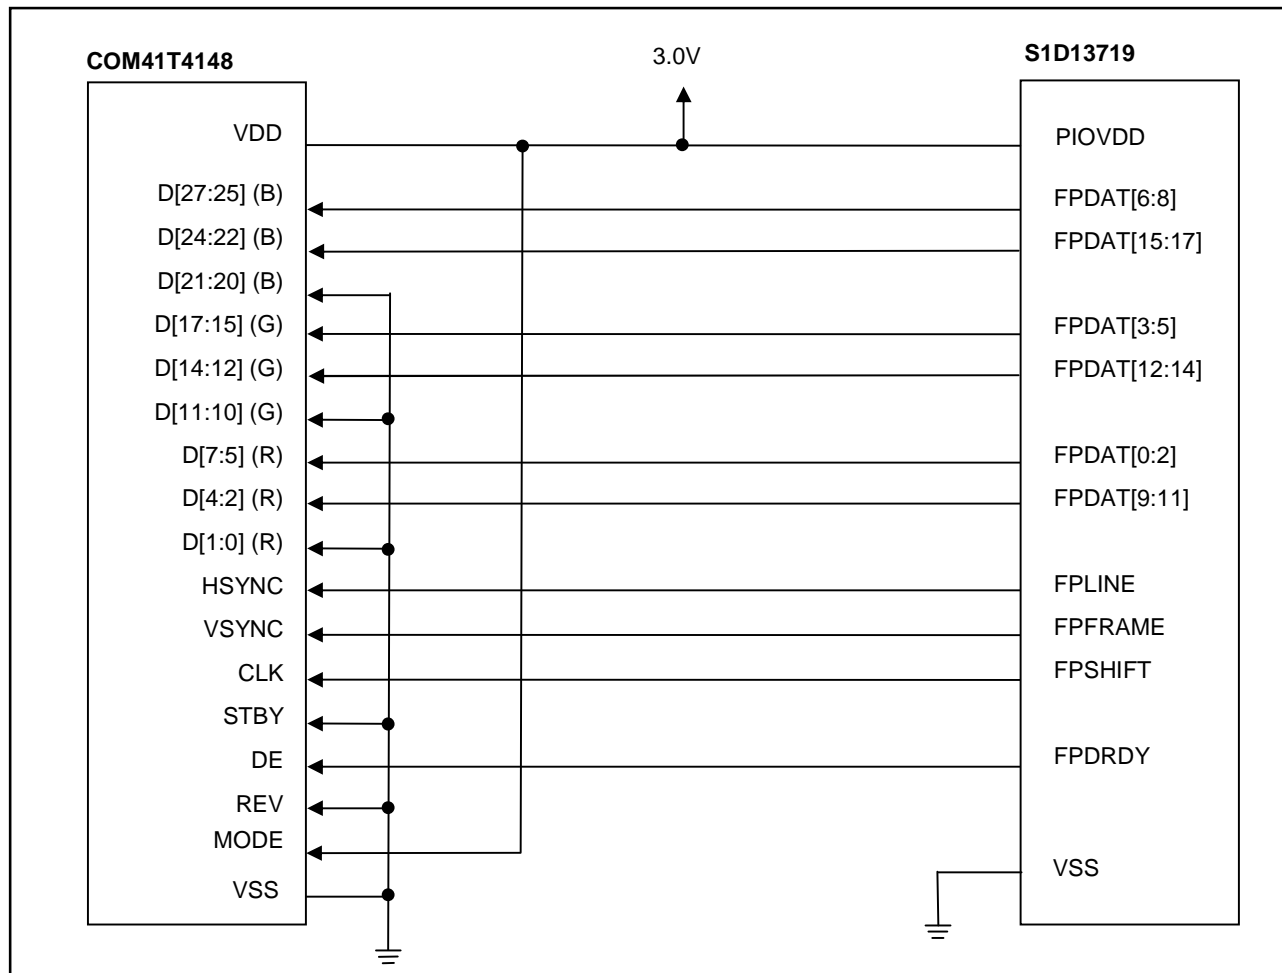 COM41T4148
3.0V
S1D13719
VDD
PIOVDD
D[27:25] (B)
FPDAT[6:8]
D[24:22] (B)
FPDAT[15:17]
D[21:20] (B)
D[17:15] (G)
FPDAT[3:5]
D[14:12] (G)
FPDAT[12:14]
D[11:10] (G)
D[7:5] (R)
FPDAT[0:2]
D[4:2] (R)
FPDAT[9:11]
D[1:0] (R)
HSYNC
FPLINE
VSYNC
FPFRAME
CLK
FPSHIFT
STBY
DE
FPDRDY
REV
MODE
VSS
VSS